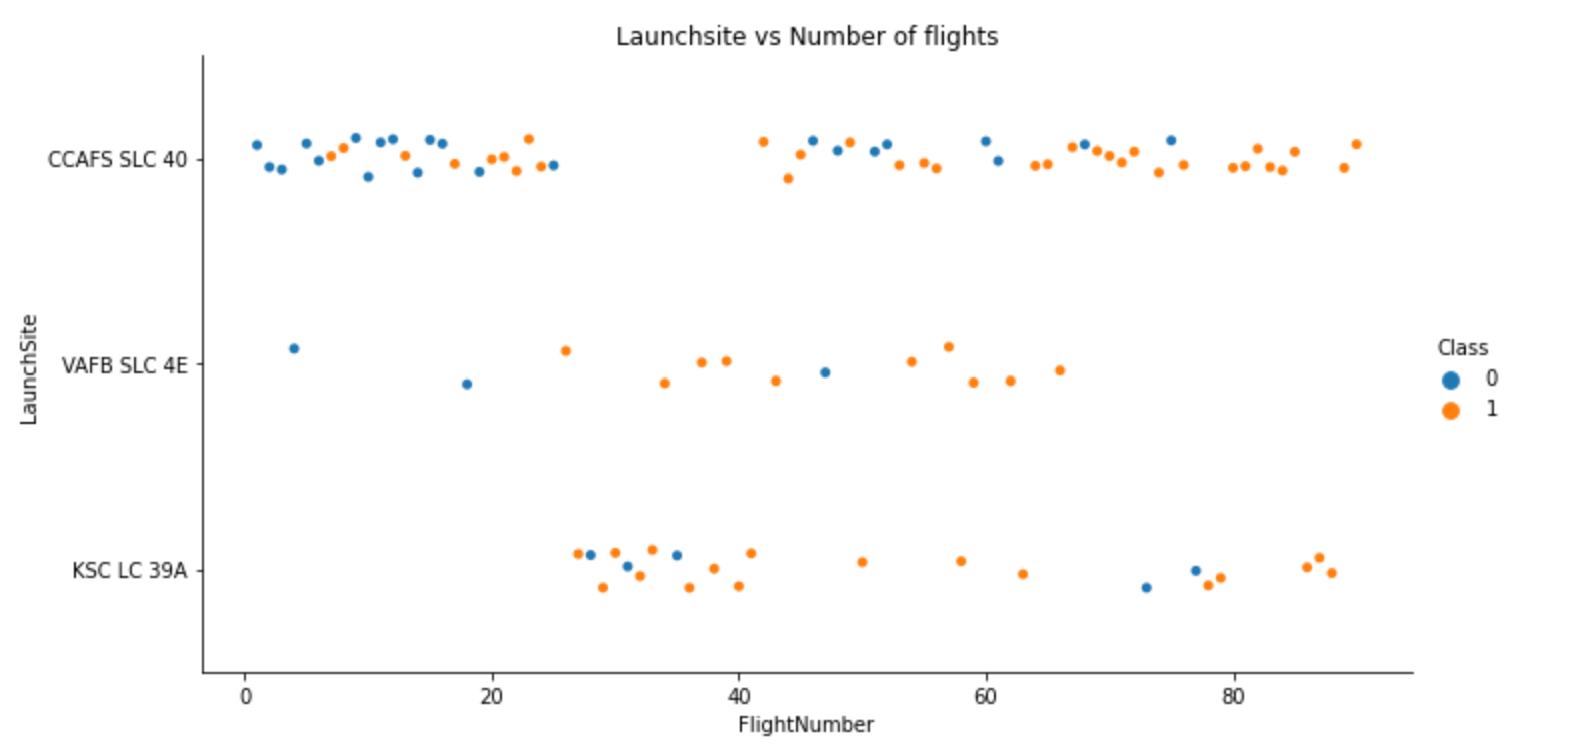 Launchsite vs Number of flights
CCAFS SLC 40
VAFB SLC 4E
KSC LC 39A
LaunchSite
0 20 40 60 80
FlightNumber
Class
0
1